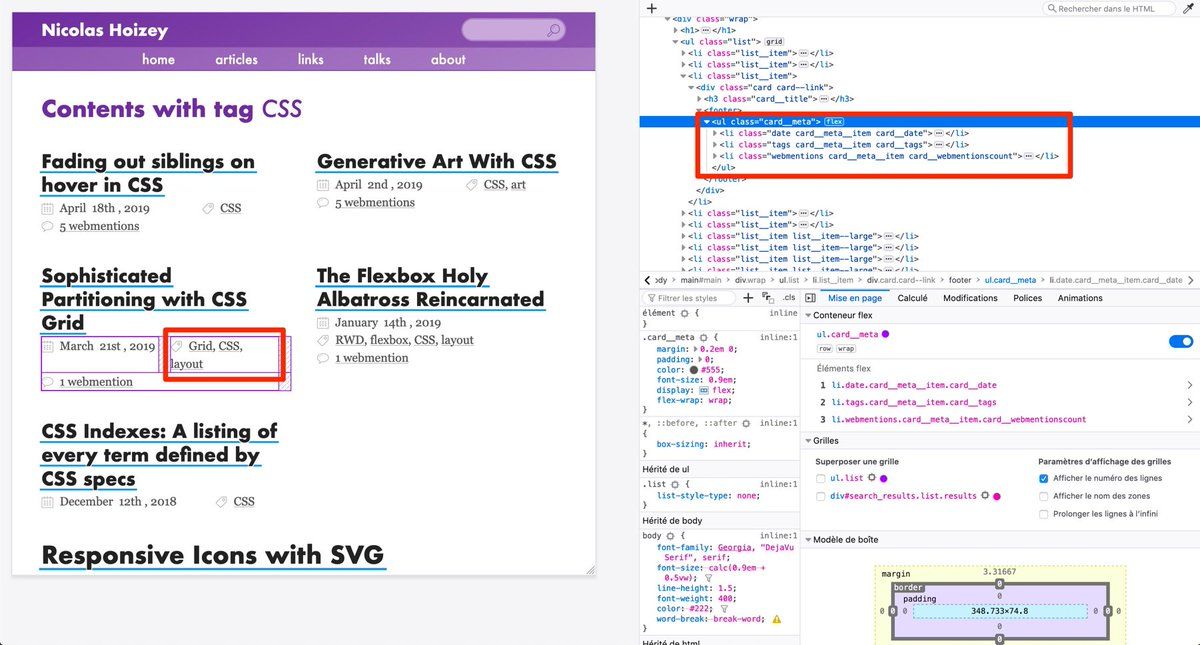 Nicolas Hoizey
home articles links talks about
Contents with tag CSS
Fading out siblings on
hover in CSS
April 18th , 2019 CSS
5 webmentions
Generative Art With CSS
April 2nd , 2019 CSS, art
5 webmentions
Sophisticated
Partitioning with CSS
Grid
March 21st , 2019 Grid, CSS,
layout
1 webmention
The Flexbox Holy
Albatross Reincarnated
January 14th , 2019
RWD, flexbox, CSS, layout
1 webmention
CSS Indexes: A listing of
every term defined by
CSS specs
December 12th , 2018 CSS
Responsive Icons with SVG
+ Rechercher dans le HTML
<div class="wrap">
<h1>⋯</h1>
<ul class="list"> grid
<li class="list__item">⋯</li>
<li class="list__item">⋯</li>
<li class="list__item">
<div class="card card--link">
<h3 class="card__title">⋯</h3>
<footer>
<ul class="card__meta"> flex
<li class="date card__meta__item card__date">⋯</li>
<li class="tags card__meta__item card__tags">⋯</li>
<li class="webmentions card__meta__item card__webmentionscount">⋯</li>
</ul>
</footer>
</div>
</li>
<li class="list__item">⋯</li>
<li class="list__item">⋯</li>
<li class="list__item list__item--large">⋯</li>
<li class="list__item list__item--large">⋯</li>
<li class="list__item list__item--large">⋯</li>
<li class="list__item list__item--large">⋯</li>
ody > main#main > div.wrap > ul.list > li.list__item > div.card.card--link > footer > ul.card__meta > li.date.card__meta__item.card__date
Filtrer les styles + .cls
élément { inline
}
.card__meta { inline:1
margin: 0.2em 0;
padding: 0;
color: #555;
font-size: 0.9em;
display: flex;
flex-wrap: wrap;
}
*, ::before, ::after inline:1
{
box-sizing: inherit;
}
Hérité de ul
.list { inline:1
list-style-type: none;
}
Hérité de body
body { inline:1
font-family: Georgia, "DejaVu
Serif", serif;
font-size: calc(0.9em +
0.5vw);
line-height: 1.5;
font-weight: 400;
color: #222;
word-break: break-word;
}
Hérité de html
Mise en page Calculé Modifications Polices Animations
Conteneur flex
ul.card__meta
row wrap
Éléments flex
1 li.date.card__meta__item.card__date
2 li.tags.card__meta__item.card__tags
3 li.webmentions.card__meta__item.card__webmentionscount
Grilles
Superposer une grille
ul.list
div#search_results.list.results
Paramètres d'affichage des grilles
Afficher le numéro des lignes
Afficher le nom des zones
Prolonger les lignes à l'infini
Modèle de boîte
margin 3.31667
border 0
padding 0
0 0 0 348.733×74.8 0 0 0
0
0